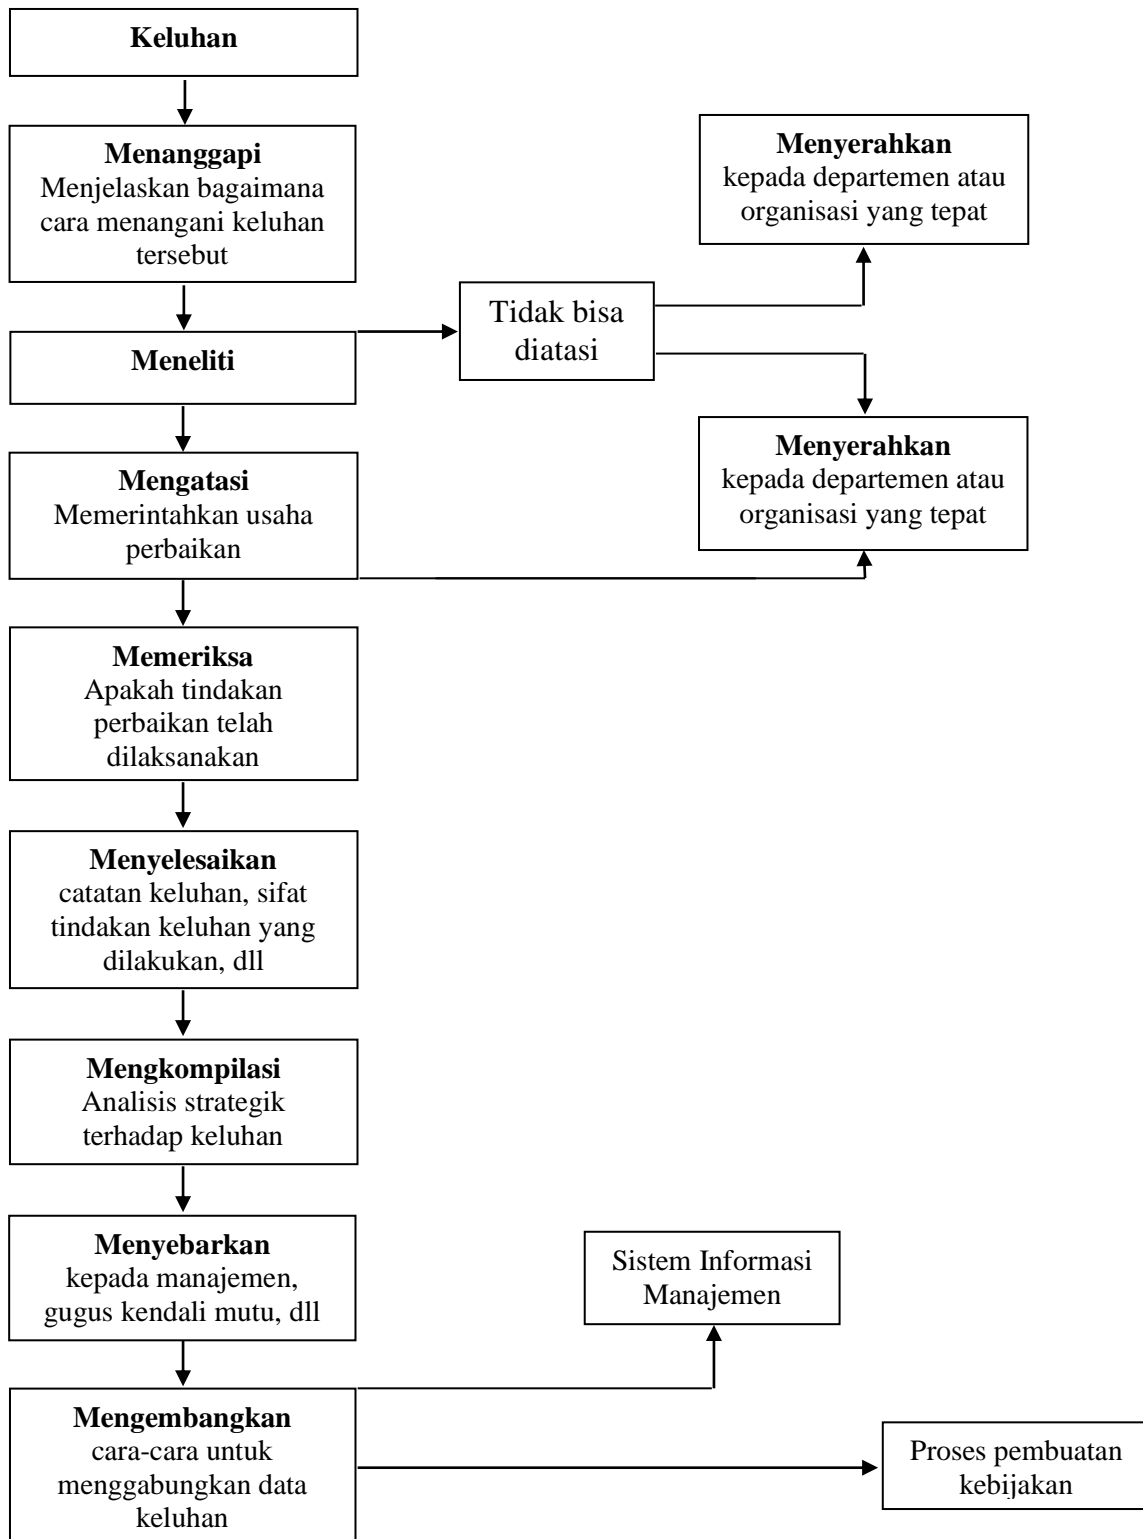 Keluhan
Menanggapi
Menjelaskan bagaimana
cara menangani keluhan
tersebut
Menyerahkan
kepada departemen atau
organisasi yang tepat
Tidak bisa
diatasi
Meneliti
Mengatasi
Memerintahkan usaha
perbaikan
Menyerahkan
kepada departemen atau
organisasi yang tepat
Memeriksa
Apakah tindakan
perbaikan telah
dilaksanakan
Menyelesaikan
catatan keluhan, sifat
tindakan keluhan yang
dilakukan, dll
Mengkompilasi
Analisis strategik
terhadap keluhan
Menyebarkan
kepada manajemen,
gugus kendali mutu, dll
Sistem Informasi
Manajemen
Mengembangkan
cara-cara untuk
menggabungkan data
keluhan
Proses pembuatan
kebijakan